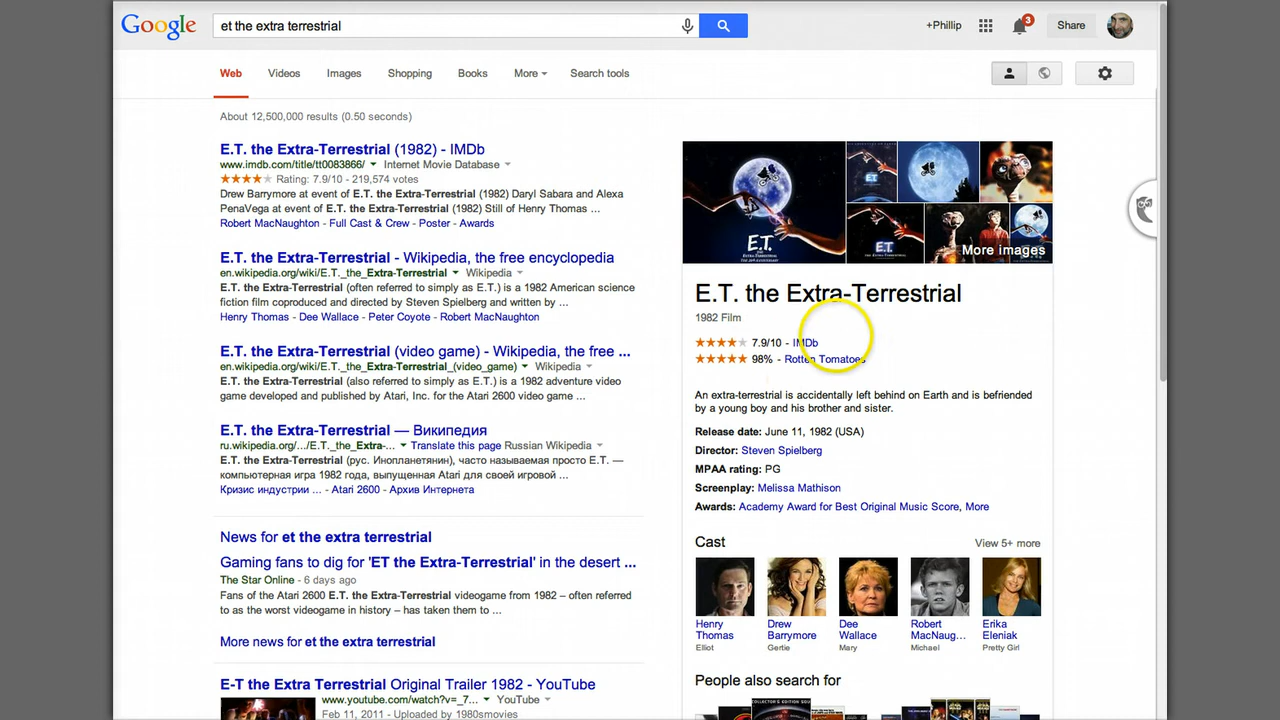 Google
et the extra terrestrial
+Phillip
3
Share
Web
Videos
Images
Shopping
Books
More
Search tools
About 12,500,000 results (0.50 seconds)
E.T. the Extra-Terrestrial (1982) - IMDb
www.imdb.com/title/tt0083866/ Internet Movie Database
Rating: 7.9/10 - 219,574 votes
Drew Barrymore at event of E.T. the Extra-Terrestrial (1982) Daryl Sabara and Alexa
PenaVega at event of E.T. the Extra-Terrestrial (1982) Still of Henry Thomas ...
Robert MacNaughton - Full Cast & Crew - Poster - Awards
E.T. the Extra-Terrestrial - Wikipedia, the free encyclopedia
en.wikipedia.org/wiki/E.T._the_Extra-Terrestrial Wikipedia
E.T. the Extra-Terrestrial (often referred to simply as E.T.) is a 1982 American science
fiction film coproduced and directed by Steven Spielberg and written by ...
Henry Thomas - Dee Wallace - Peter Coyote - Robert MacNaughton
E.T. the Extra-Terrestrial (video game) - Wikipedia, the free ...
en.wikipedia.org/wiki/E.T._the_Extra-Terrestrial_(video_game) Wikipedia
E.T. the Extra-Terrestrial (also referred to simply as E.T.) is a 1982 adventure video
game developed and published by Atari, Inc. for the Atari 2600 video game ...
E.T. the Extra-Terrestrial — Википедия
ru.wikipedia.org/.../E.T._the_Extra-... Translate this page Russian Wikipedia
E.T. the Extra-Terrestrial (рус. Инопланетянин), часто называемая просто E.T. —
компьютерная игра 1982 года, выпущенная Atari для своей игровой ...
Кризис индустрии ... - Atari 2600 - Архив Интернета
News for et the extra terrestrial
Gaming fans to dig for 'ET the Extra-Terrestrial' in the desert ...
The Star Online - 6 days ago
Fans of the Atari 2600 E.T. the Extra-Terrestrial videogame from 1982 – often referred
to as the worst videogame in history – has taken them to ...
More news for et the extra terrestrial
E-T the Extra Terrestrial Original Trailer 1982 - YouTube
www.youtube.com/watch?v=_7... YouTube
Feb 11, 2011 - Uploaded by 1980smovies
E.T.
E.T.
E.T.
More images
E.T. the Extra-Terrestrial
1982 Film
7.9/10 - IMDb
98% - Rotten Tomatoes
An extra-terrestrial is accidentally left behind on Earth and is befriended
by a young boy and his brother and sister.
Release date: June 11, 1982 (USA)
Director: Steven Spielberg
MPAA rating: PG
Screenplay: Melissa Mathison
Awards: Academy Award for Best Original Music Score, More
Cast
View 5+ more
Henry Thomas
Elliot
Drew Barrymore
Gertie
Dee Wallace
Mary
Robert MacNaug...
Michael
Erika Eleniak
Pretty Girl
People also search for